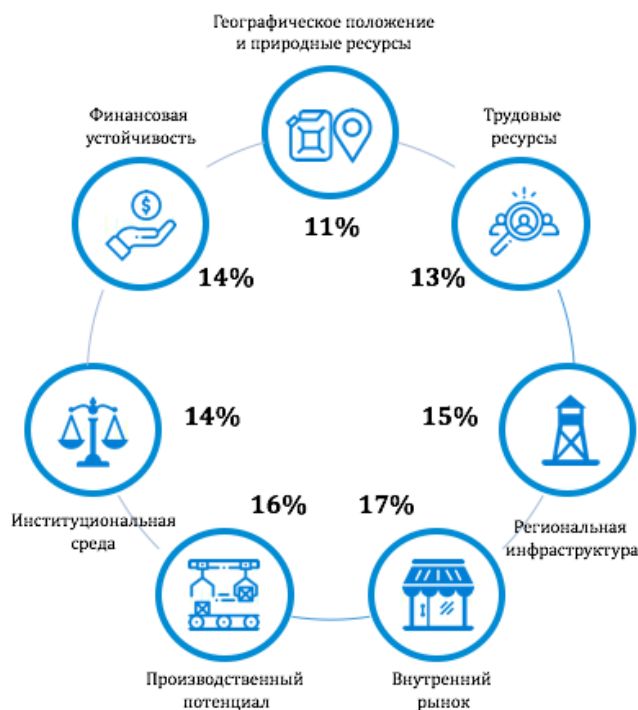 Географическое положение
и природные ресурсы
11%
Трудовые
ресурсы
13%
Региональная
инфраструктура
15%
Внутренний
рынок
17%
Производственный
потенциал
16%
Институциональная
среда
14%
Финансовая
устойчивость
14%
$